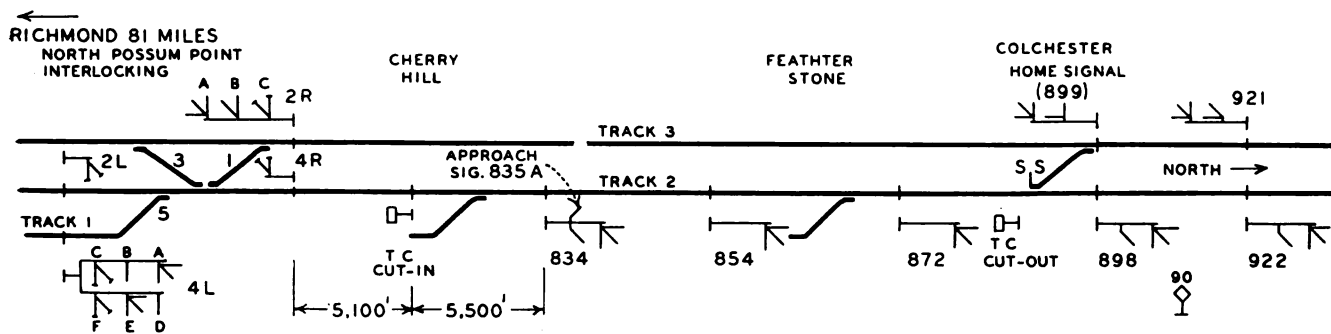 RICHMOND 81 MILES
NORTH POSSUM POINT
INTERLOCKING
CHERRY
HILL
FEATHTER
STONE
COLCHESTER
HOME SIGNAL
(899)
A B C
2R
921
TRACK 3
2L
3
1
4R
APPROACH
SIG. 835A
S S
NORTH
TRACK 2
TRACK 1
5
T C
CUT-IN
834
854
872
T C
CUT-OUT
898
922
C B A
4L
F E D
5,100'
5,500'
90